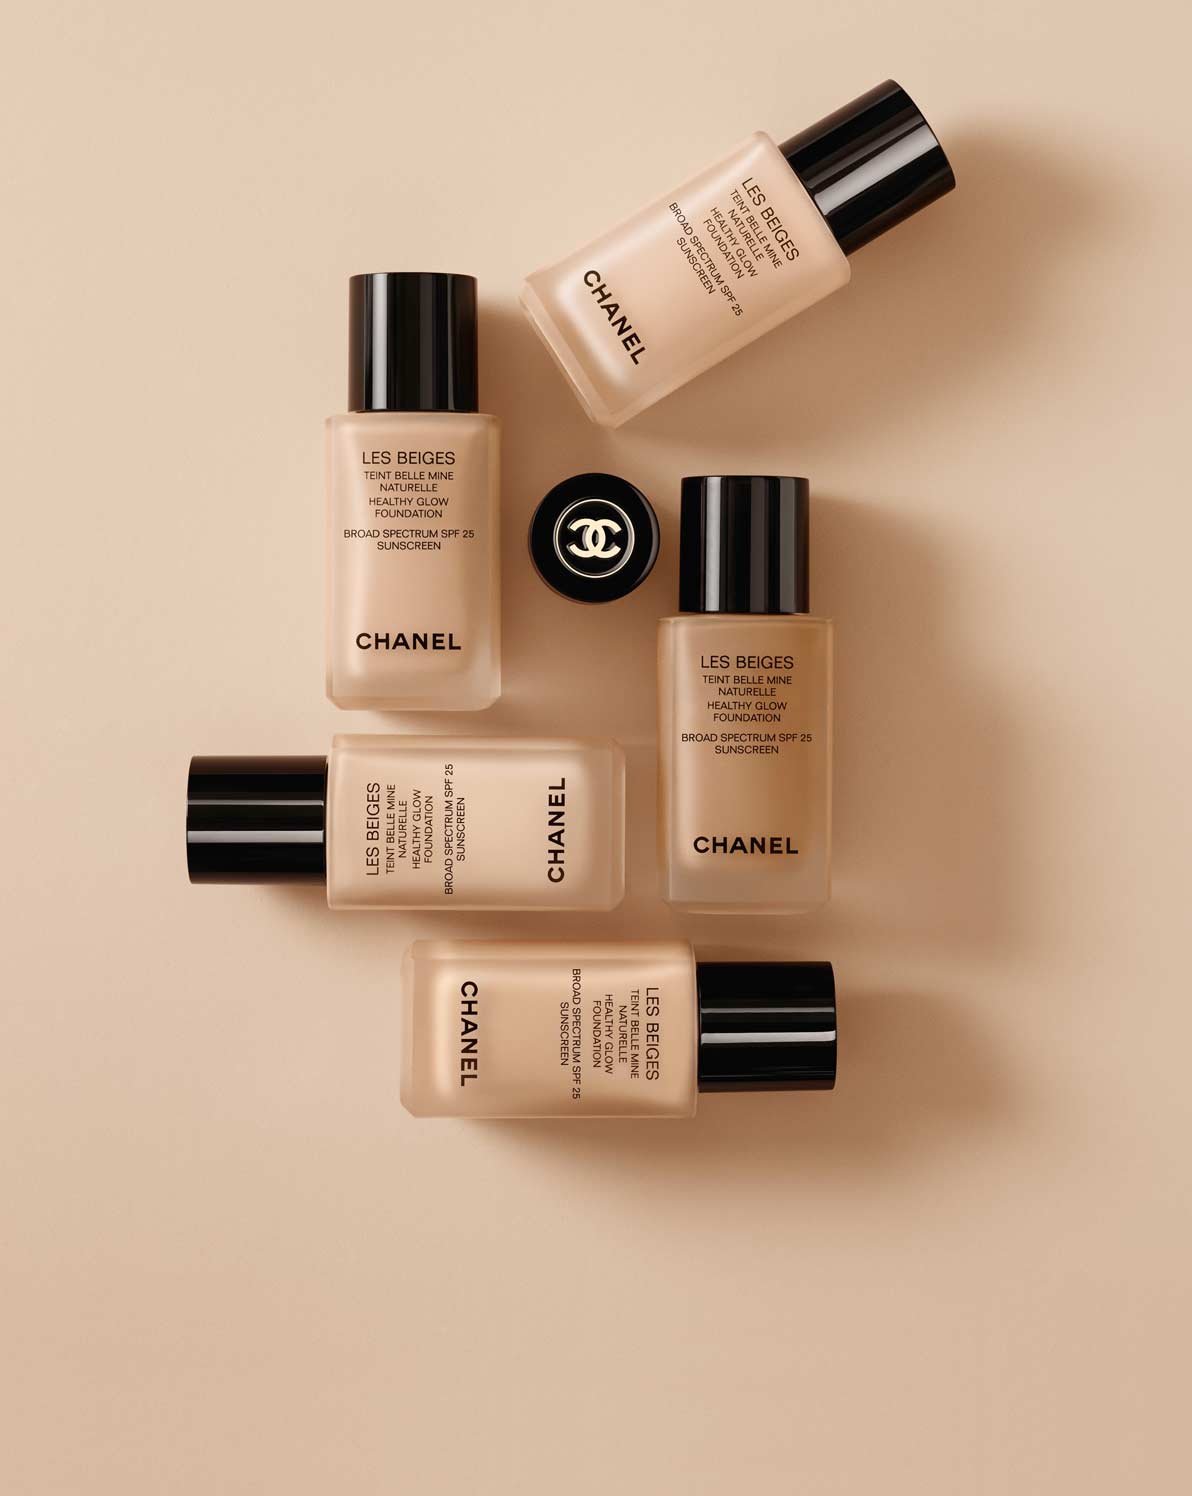 LES BEIGES
TEINT BELLE MINE
NATURELLE
HEALTHY GLOW
FOUNDATION
BROAD SPECTRUM SPF 25
SUNSCREEN
CHANEL
LES BEIGES
TEINT BELLE MINE
NATURELLE
HEALTHY GLOW
FOUNDATION
BROAD SPECTRUM SPF 25
SUNSCREEN
CHANEL
LES BEIGES
TEINT BELLE MINE
NATURELLE
HEALTHY GLOW
FOUNDATION
BROAD SPECTRUM SPF 25
SUNSCREEN
CHANEL
LES BEIGES
TEINT BELLE MINE
NATURELLE
HEALTHY GLOW
FOUNDATION
BROAD SPECTRUM SPF 25
SUNSCREEN
CHANEL
LES BEIGES
TEINT BELLE MINE
NATURELLE
HEALTHY GLOW
FOUNDATION
BROAD SPECTRUM SPF 25
SUNSCREEN
CHANEL